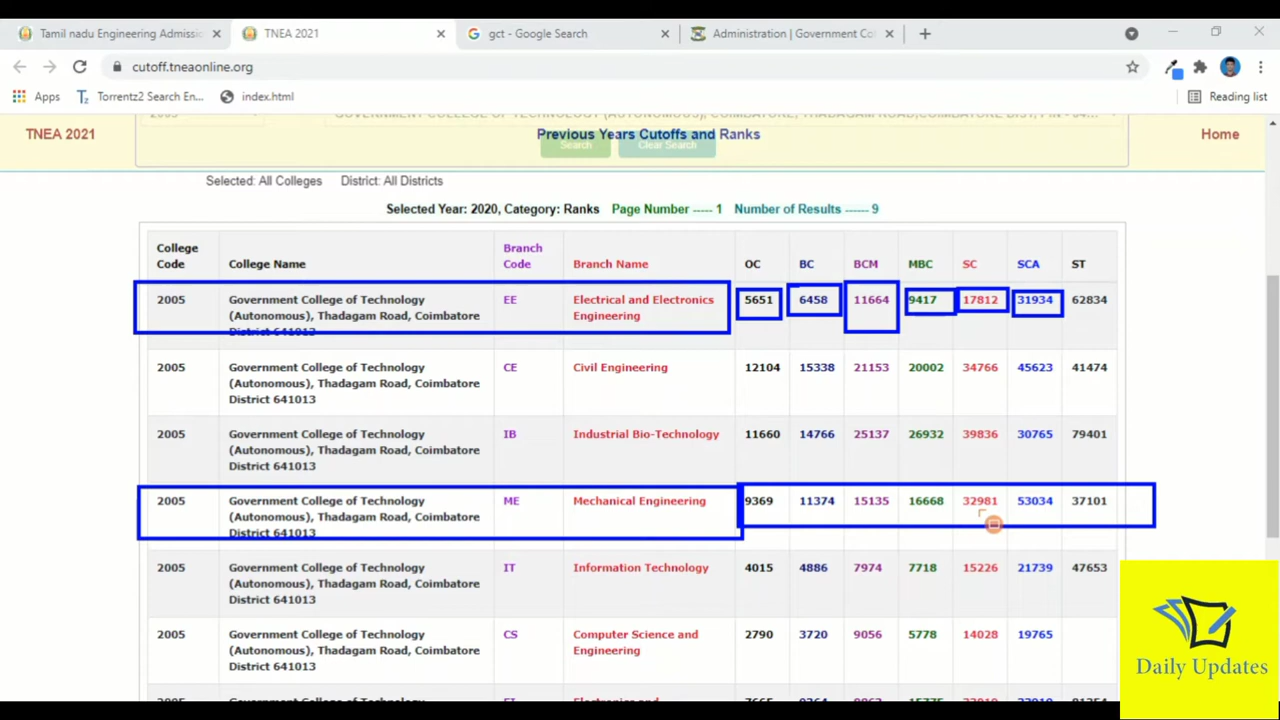 Tamil nadu Engineering Admissic
TNEA 2021
gct - Google Search
Administration | Government Col
cutoff.tneaonline.org
Apps
Torrentz2 Search En...
index.html
Reading list
TNEA 2021
Previous Years Cutoffs and Ranks
Home
Search
Clear Search
Selected: All Colleges District: All Districts
Selected Year: 2020, Category: Ranks Page Number ----- 1 Number of Results ------ 9
College Code College Name Branch Code Branch Name OC BC BCM MBC SC SCA ST
2005 Government College of Technology EE Electrical and Electronics 5651 6458 11664 9417 17812 31934 62834
(Autonomous), Thadagam Road, Coimbatore Engineering
District 641013
2005 Government College of Technology CE Civil Engineering 12104 15338 21153 20002 34766 45623 41474
(Autonomous), Thadagam Road, Coimbatore
District 641013
2005 Government College of Technology IB Industrial Bio-Technology 11660 14766 25137 26932 39836 30765 79401
(Autonomous), Thadagam Road, Coimbatore
District 641013
2005 Government College of Technology ME Mechanical Engineering 9369 11374 15135 16668 32981 53034 37101
(Autonomous), Thadagam Road, Coimbatore
District 641013
2005 Government College of Technology IT Information Technology 4015 4886 7974 7718 15226 21739 47653
(Autonomous), Thadagam Road, Coimbatore
District 641013
2005 Government College of Technology CS Computer Science and 2790 3720 9056 5778 14028 19765
(Autonomous), Thadagam Road, Coimbatore Engineering
District 641013
Daily Updates